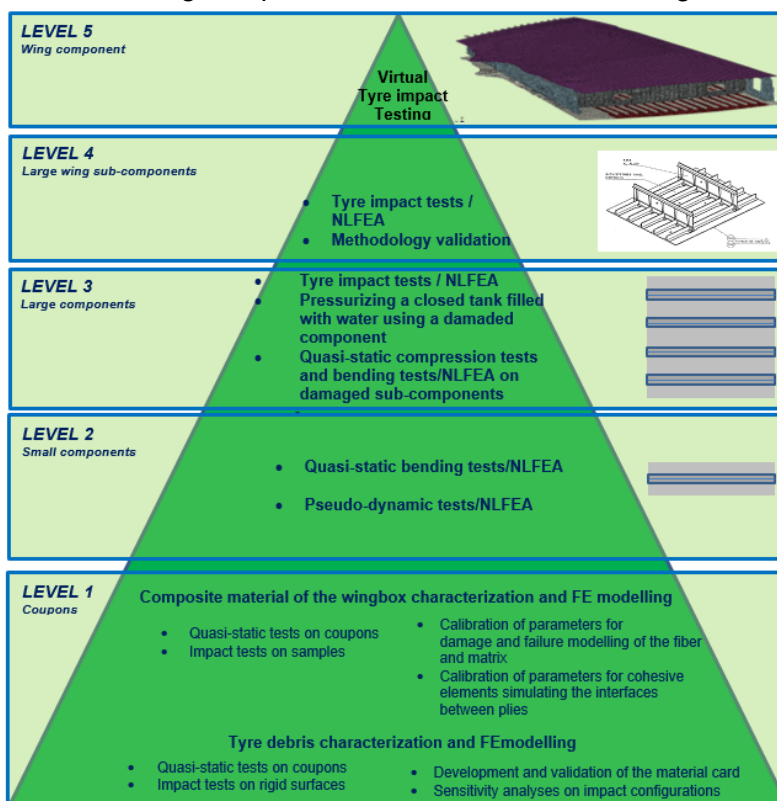 LEVEL 5
Wing component
Virtual
Tyre impact
Testing
LEVEL 4
Large wing sub-components
• Tyre impact tests /
NLFEA
• Methodology validation
LEVEL 3
Large components
• Tyre impact tests / NLFEA
• Pressurizing a closed tank filled
with water using a damaded
component
• Quasi-static compression tests
and bending tests/NLFEA on
damaged sub-components
LEVEL 2
Small components
• Quasi-static bending tests/NLFEA
• Pseudo-dynamic tests/NLFEA
LEVEL 1
Coupons
Composite material of the wingbox characterization and FE modelling
• Quasi-static tests on coupons
• Impact tests on samples
• Calibration of parameters for
damage and failure modelling of the fiber
and matrix
• Calibration of parameters for cohesive
elements simulating the interfaces
between plies
Tyre debris characterization and FEmodelling
• Quasi-static tests on coupons
• Impact tests on rigid surfaces
• Development and validation of the material card
• Sensitivity analyses on impact configurations